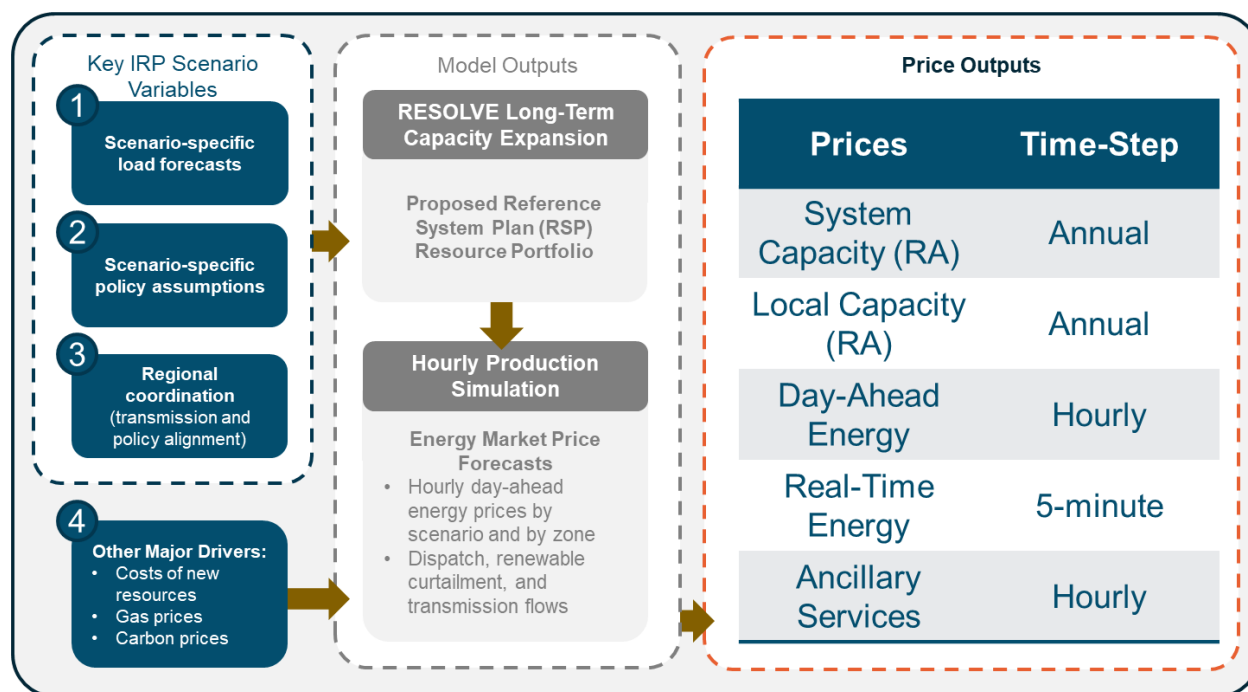 Key IRP Scenario
Variables
1
Scenario-specific
load forecasts
2
Scenario-specific
policy assumptions
3
Regional
coordination
(transmission and
policy alignment)
4
Other Major Drivers:
• Costs of new
resources
• Gas prices
• Carbon prices
Model Outputs
RESOLVE Long-Term
Capacity Expansion
Proposed Reference
System Plan (RSP)
Resource Portfolio
Hourly Production
Simulation
Energy Market Price
Forecasts
• Hourly day-ahead
energy prices by
scenario and by zone
• Dispatch, renewable
curtailment, and
transmission flows
Price Outputs
Prices Time-Step
System
Capacity (RA) Annual
Local Capacity
(RA) Annual
Day-Ahead
Energy Hourly
Real-Time
Energy 5-minute
Ancillary
Services Hourly